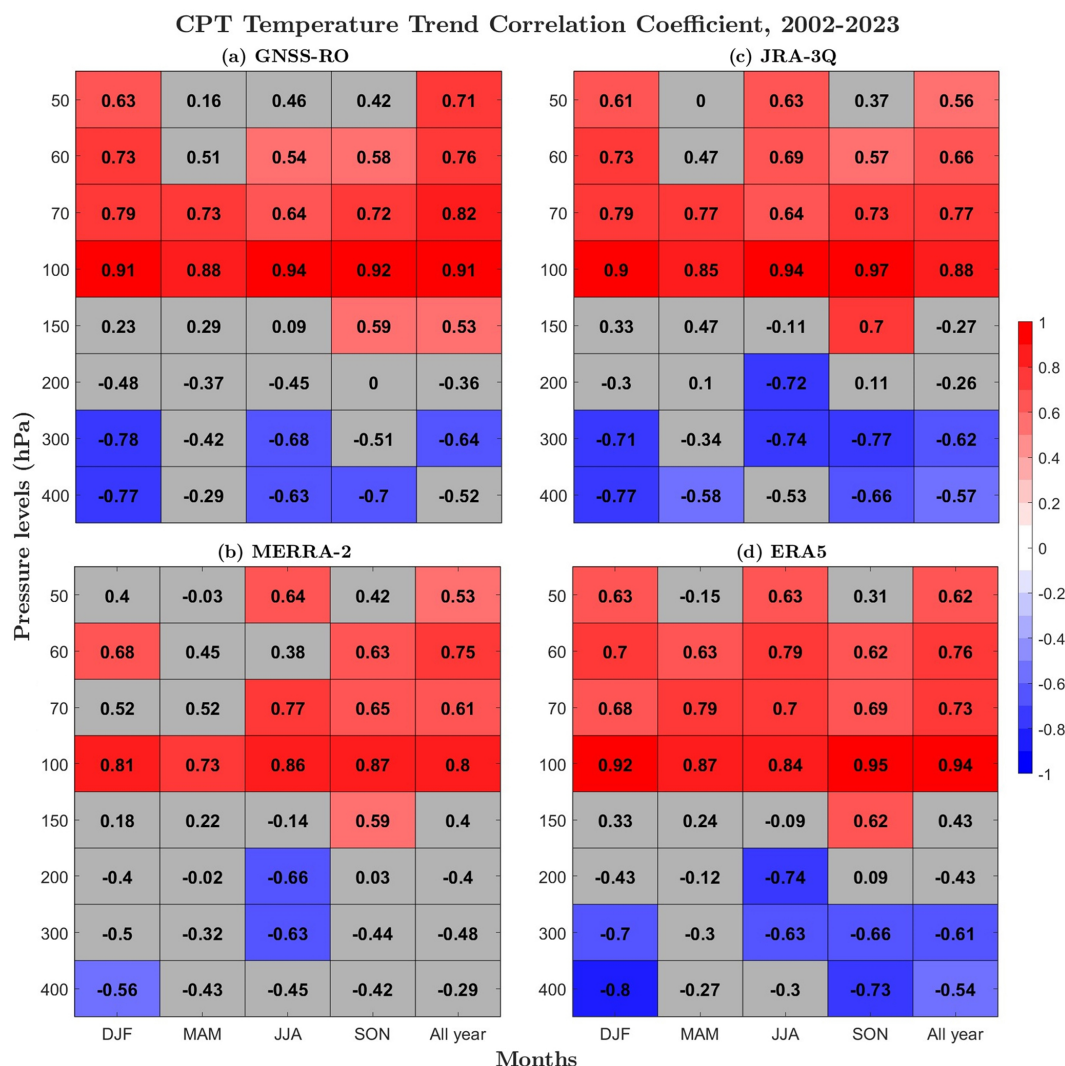 CPT Temperature Trend Correlation Coefficient, 2002-2023
(a) GNSS-RO
50 0.63 0.16 0.46 0.42 0.71
60 0.73 0.51 0.54 0.58 0.76
70 0.79 0.73 0.64 0.72 0.82
100 0.91 0.88 0.94 0.92 0.91
150 0.23 0.29 0.09 0.59 0.53
200 -0.48 -0.37 -0.45 0 -0.36
300 -0.78 -0.42 -0.68 -0.51 -0.64
400 -0.77 -0.29 -0.63 -0.7 -0.52
(c) JRA-3Q
50 0.61 0 0.63 0.37 0.56
60 0.73 0.47 0.69 0.57 0.66
70 0.79 0.77 0.64 0.73 0.77
100 0.9 0.85 0.94 0.97 0.88
150 0.33 0.47 -0.11 0.7 -0.27
200 -0.3 0.1 -0.72 0.11 -0.26
300 -0.71 -0.34 -0.74 -0.77 -0.62
400 -0.77 -0.58 -0.53 -0.66 -0.57
Pressure levels (hPa)
(b) MERRA-2
50 0.4 -0.03 0.64 0.42 0.53
60 0.68 0.45 0.38 0.63 0.75
70 0.52 0.52 0.77 0.65 0.61
100 0.81 0.73 0.86 0.87 0.8
150 0.18 0.22 -0.14 0.59 0.4
200 -0.4 -0.02 -0.66 0.03 -0.4
300 -0.5 -0.32 -0.63 -0.44 -0.48
400 -0.56 -0.43 -0.45 -0.42 -0.29
DJF MAM JJA SON All year
(d) ERA5
50 0.63 -0.15 0.63 0.31 0.62
60 0.7 0.63 0.79 0.62 0.76
70 0.68 0.79 0.7 0.69 0.73
100 0.92 0.87 0.84 0.95 0.94
150 0.33 0.24 -0.09 0.62 0.43
200 -0.43 -0.12 -0.74 0.09 -0.43
300 -0.7 -0.3 -0.63 -0.66 -0.61
400 -0.8 -0.27 -0.3 -0.73 -0.54
DJF MAM JJA SON All year
Months
1
0.8
0.6
0.4
0.2
0
-0.2
-0.4
-0.6
-0.8
-1